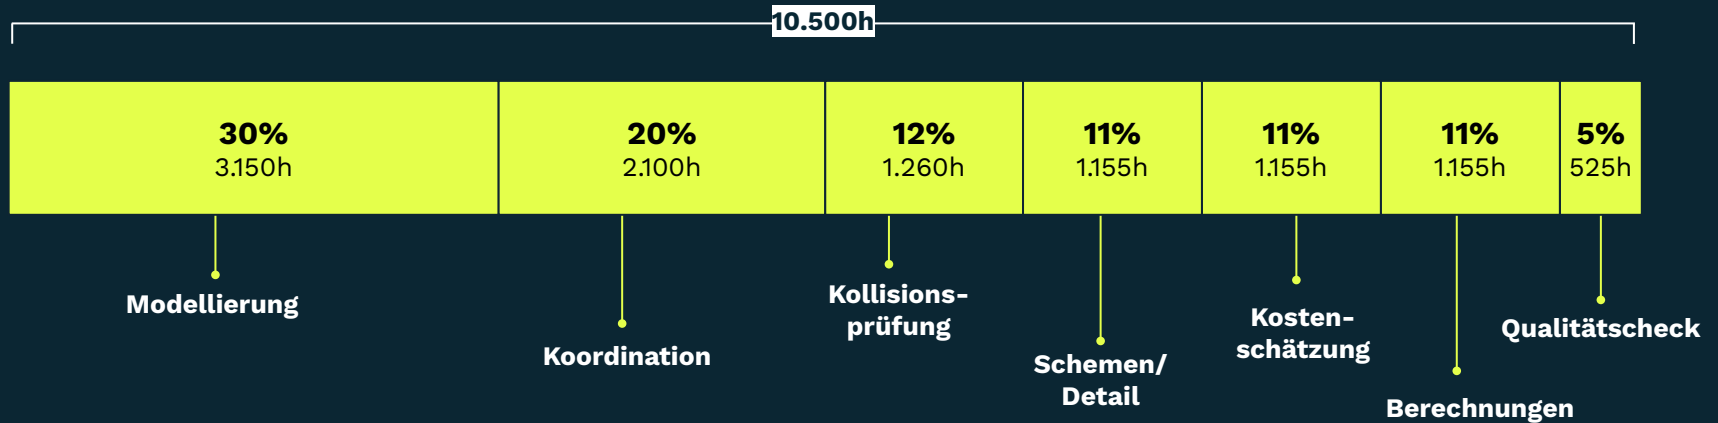 10.500h
30%
3.150h
20%
2.100h
12%
1.260h
11%
1.155h
11%
1.155h
11%
1.155h
5%
525h
Modellierung
Koordination
Kollisions-
prüfung
Schemen/
Detail
Kosten-
schätzung
Berechnungen
Qualitätscheck